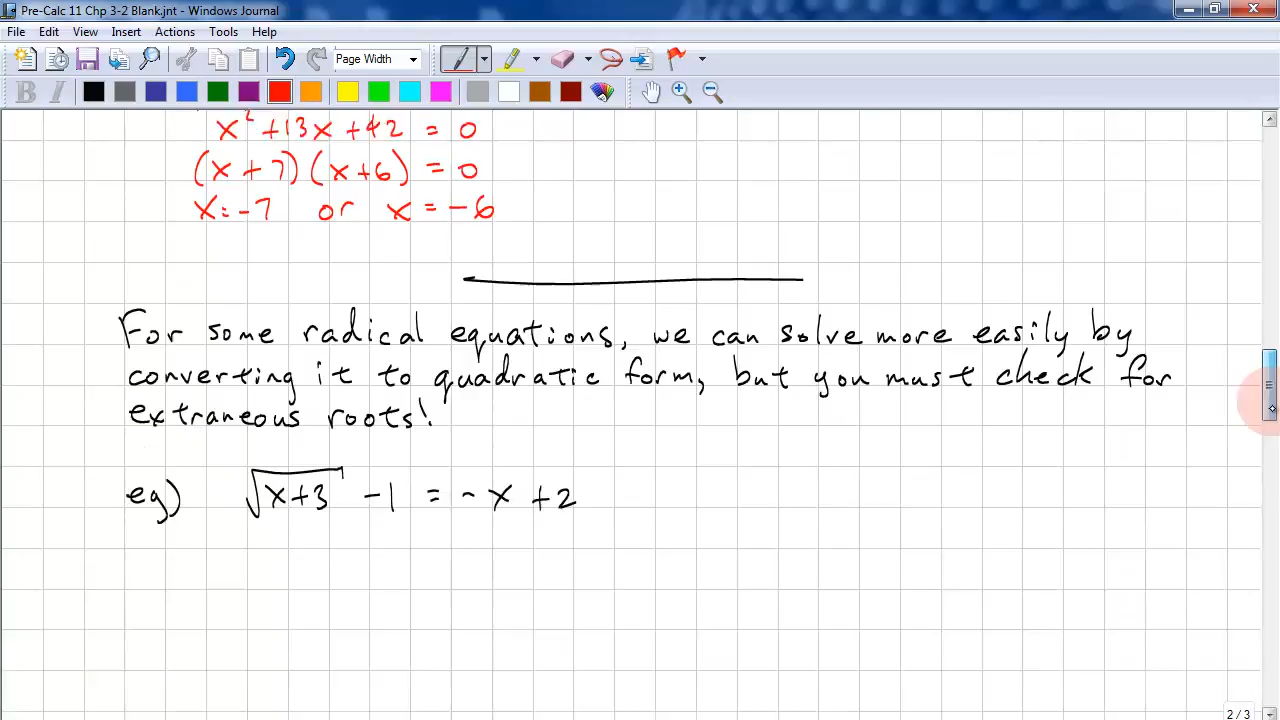 Pre-Calc 11 Chp 3-2 Blank.jnt - Windows Journal
File Edit View Insert Actions Tools Help
Page Width
B I
x² + 13x + 42 = 0
(x + 7) (x + 6) = 0
x = -7 or x = -6
For some radical equations, we can solve more easily by
converting it to quadratic form, but you must check for
extraneous roots!
eg) √(x+3) - 1 = -x + 2
2/3